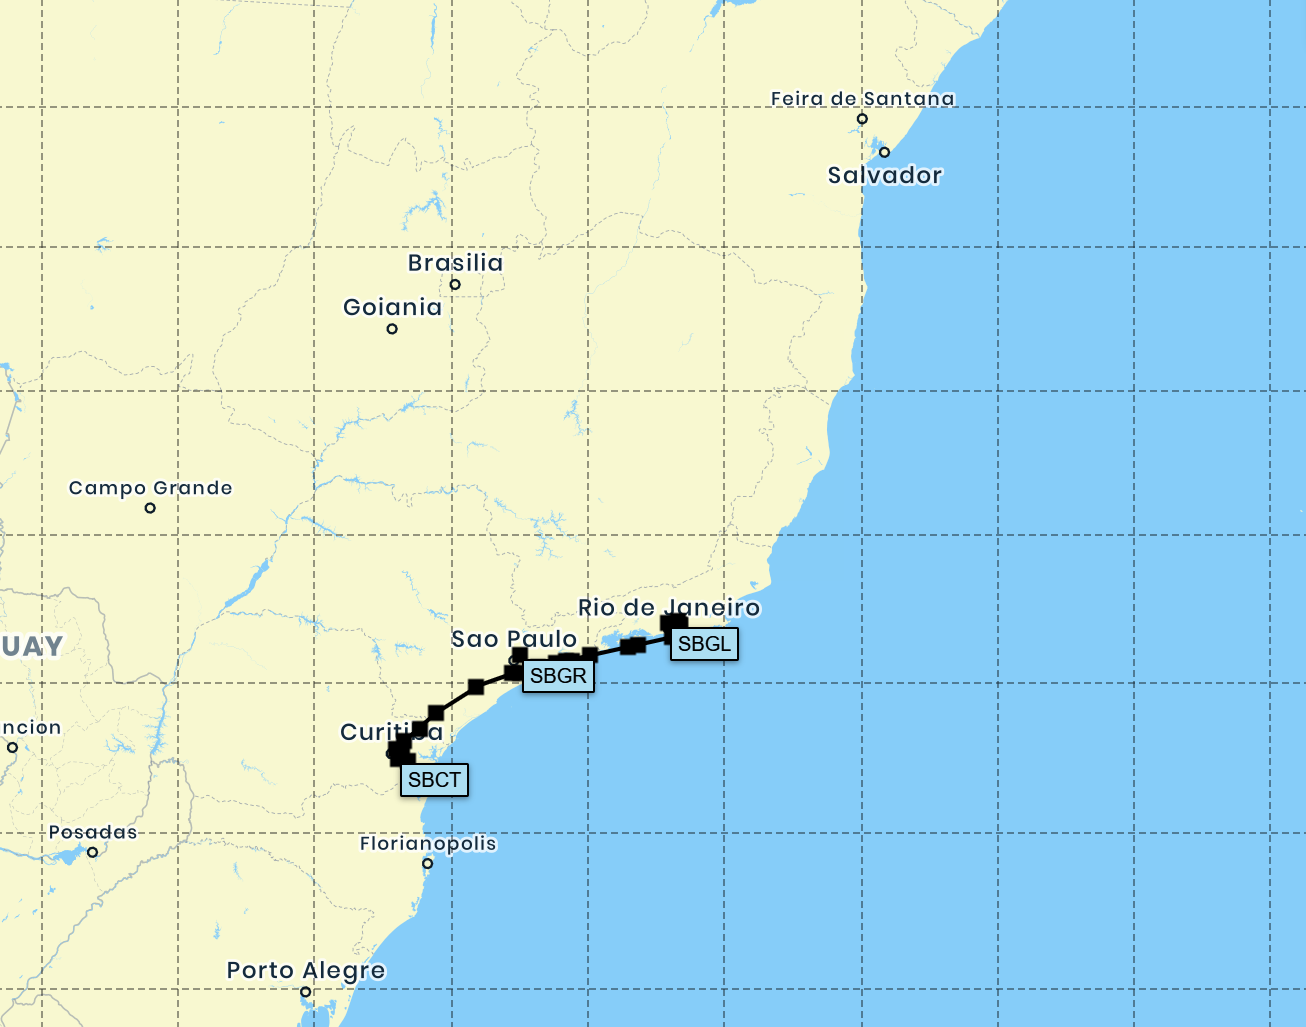 Feira de Santana
Salvador
Brasilia
Goiania
Campo Grande
Rio de Janeiro
Sao Paulo
SBGL
UAY
SBGR
ncion
Curitiba
SBCT
Posadas
Florianopolis
Porto Alegre